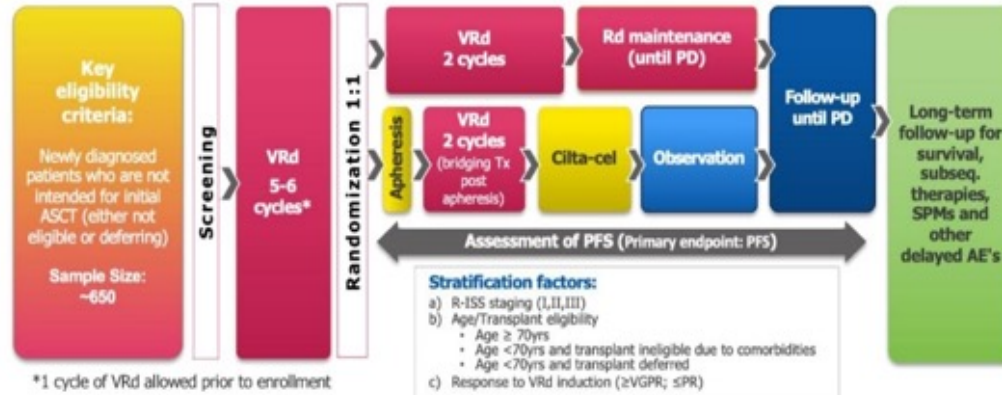 Key
eligibility
criteria:
Newly diagnosed
patients who are not
intended for initial
ASCT (either not
eligible or deferring)
Sample Size:
~650
Screening
VRd
5-6
cycles*
Randomization 1:1
VRd
2 cycles
Rd maintenance
(until PD)
Apheresis
VRd
2 cycles
(bridging Tx
post
apheresis)
Cilta-cel
Observation
Follow-up
until PD
Long-term
follow-up for
survival,
subseq.
therapies,
SPMs and
other
delayed AE's
Assessment of PFS (Primary endpoint: PFS)
Stratification factors:
a) R-ISS staging (I,II,III)
b) Age/Transplant eligibility
• Age ≥ 70yrs
• Age <70yrs and transplant ineligible due to comorbidities
• Age <70yrs and transplant deferred
c) Response to VRd induction (≥VGPR; ≤PR)
*1 cycle of VRd allowed prior to enrollment